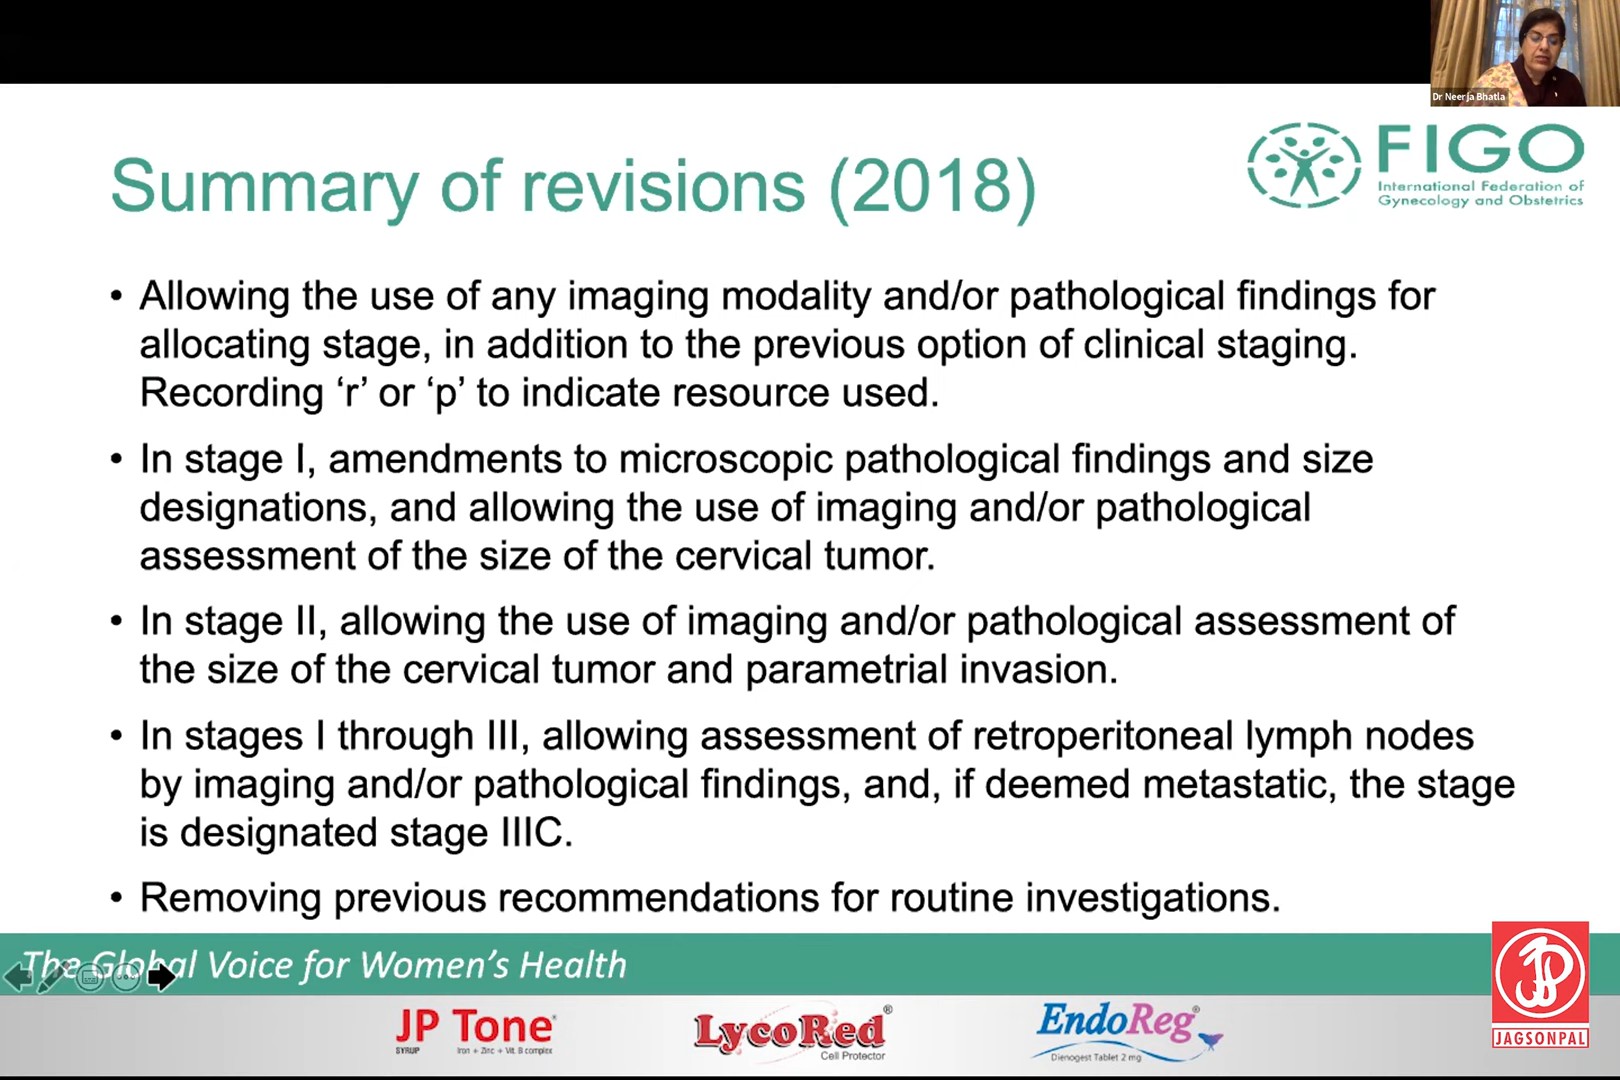 Dr Neerja Bhatla
FIGO
International Federation of
Gynecology and Obstetrics
Summary of revisions (2018)
• Allowing the use of any imaging modality and/or pathological findings for
allocating stage, in addition to the previous option of clinical staging.
Recording ‘r’ or ‘p’ to indicate resource used.
• In stage I, amendments to microscopic pathological findings and size
designations, and allowing the use of imaging and/or pathological
assessment of the size of the cervical tumor.
• In stage II, allowing the use of imaging and/or pathological assessment of
the size of the cervical tumor and parametrial invasion.
• In stages I through III, allowing assessment of retroperitoneal lymph nodes
by imaging and/or pathological findings, and, if deemed metastatic, the stage
is designated stage IIIC.
• Removing previous recommendations for routine investigations.
The Global Voice for Women’s Health
JP Tone
SYRUP Iron + Zinc + Vit. B complex
LycoRed®
Cell Protector
EndoReg®
Dienogest Tablet 2 mg
JAGSONPAL